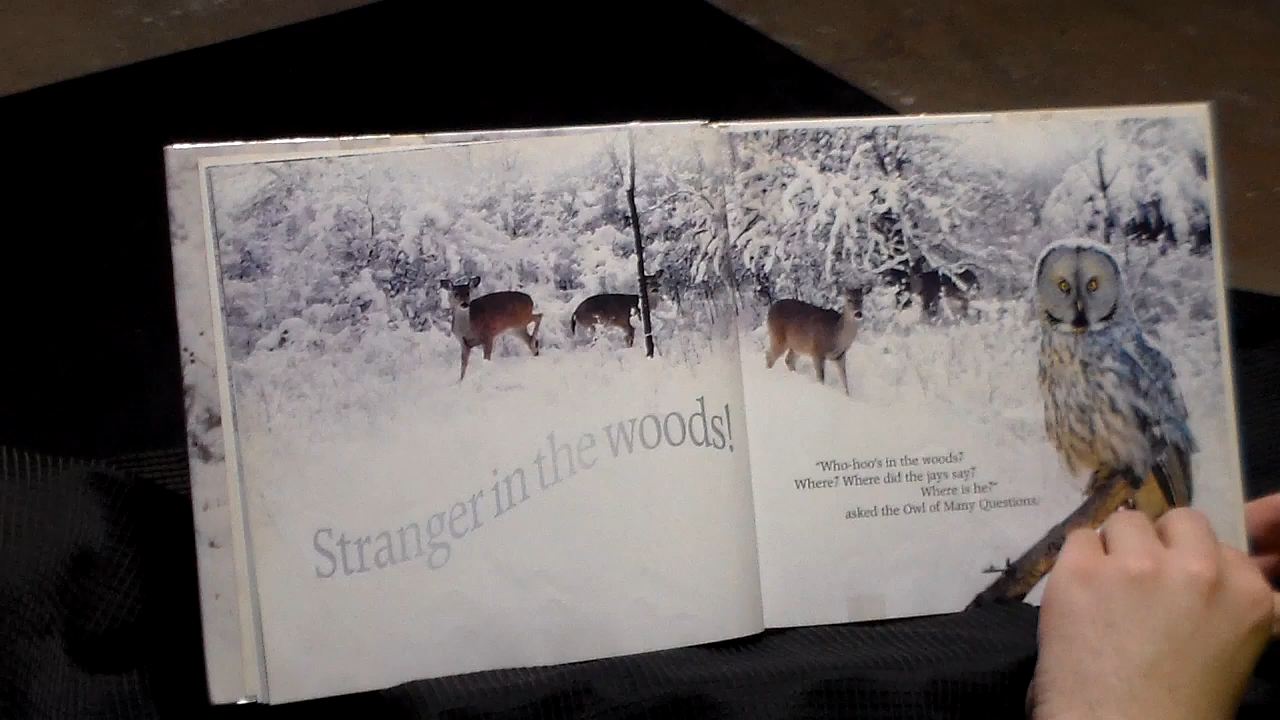 Stranger in the woods!
"Who-hoo's in the woods?
Where? Where did the jays say?
Where is he?"
asked the Owl of Many Questions.